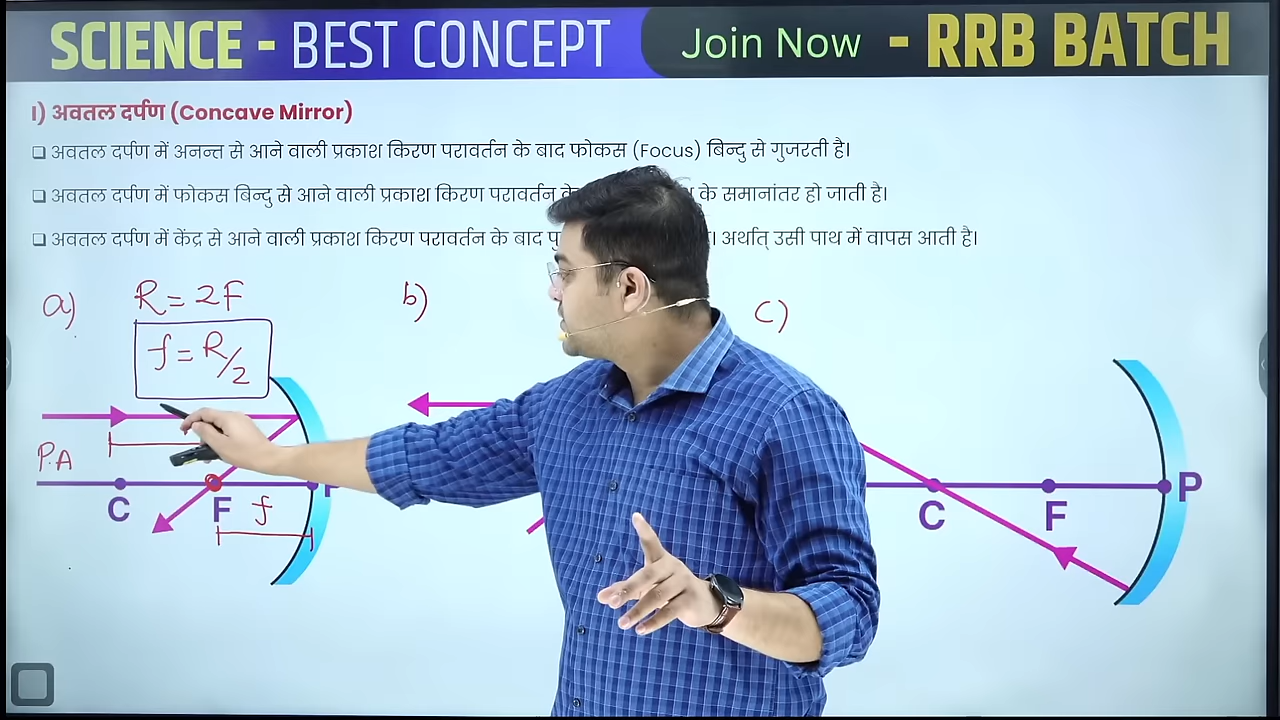 SCIENCE - BEST CONCEPT Join Now - RRB BATCH
I) अवतल दर्पण (Concave Mirror)
❑ अवतल दर्पण में अनन्त से आने वाली प्रकाश किरण परावर्तन के बाद फोकस (Focus) बिन्दु से गुजरती है।
❑ अवतल दर्पण में फोकस बिन्दु से आने वाली प्रकाश किरण परावर्तन के समानांतर हो जाती है।
❑ अवतल दर्पण में केंद्र से आने वाली प्रकाश किरण परावर्तन के बाद । अर्थात् उसी पाथ में वापस आती है।
a) R = 2F b) c)
f = R/2
P.A
C F P
f
C F P